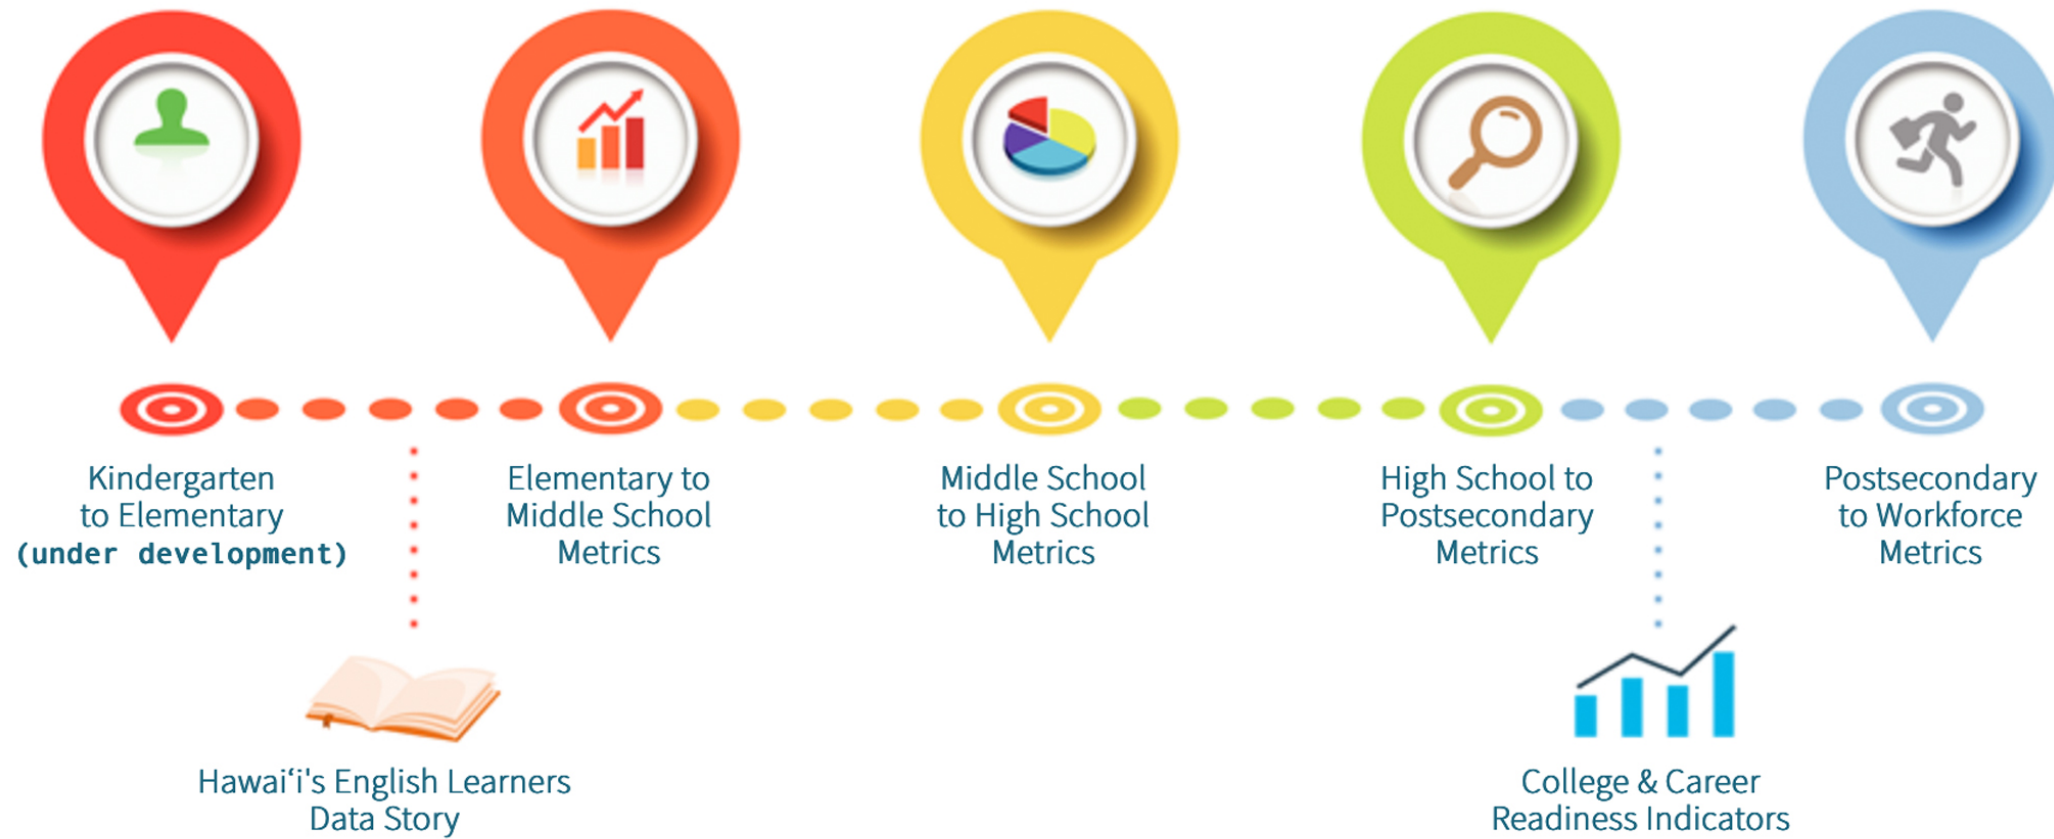 Kindergarten
to Elementary
(under development)
Elementary to
Middle School
Metrics
Middle School
to High School
Metrics
High School to
Postsecondary
Metrics
Postsecondary
to Workforce
Metrics
Hawai‘i's English Learners
Data Story
College & Career
Readiness Indicators